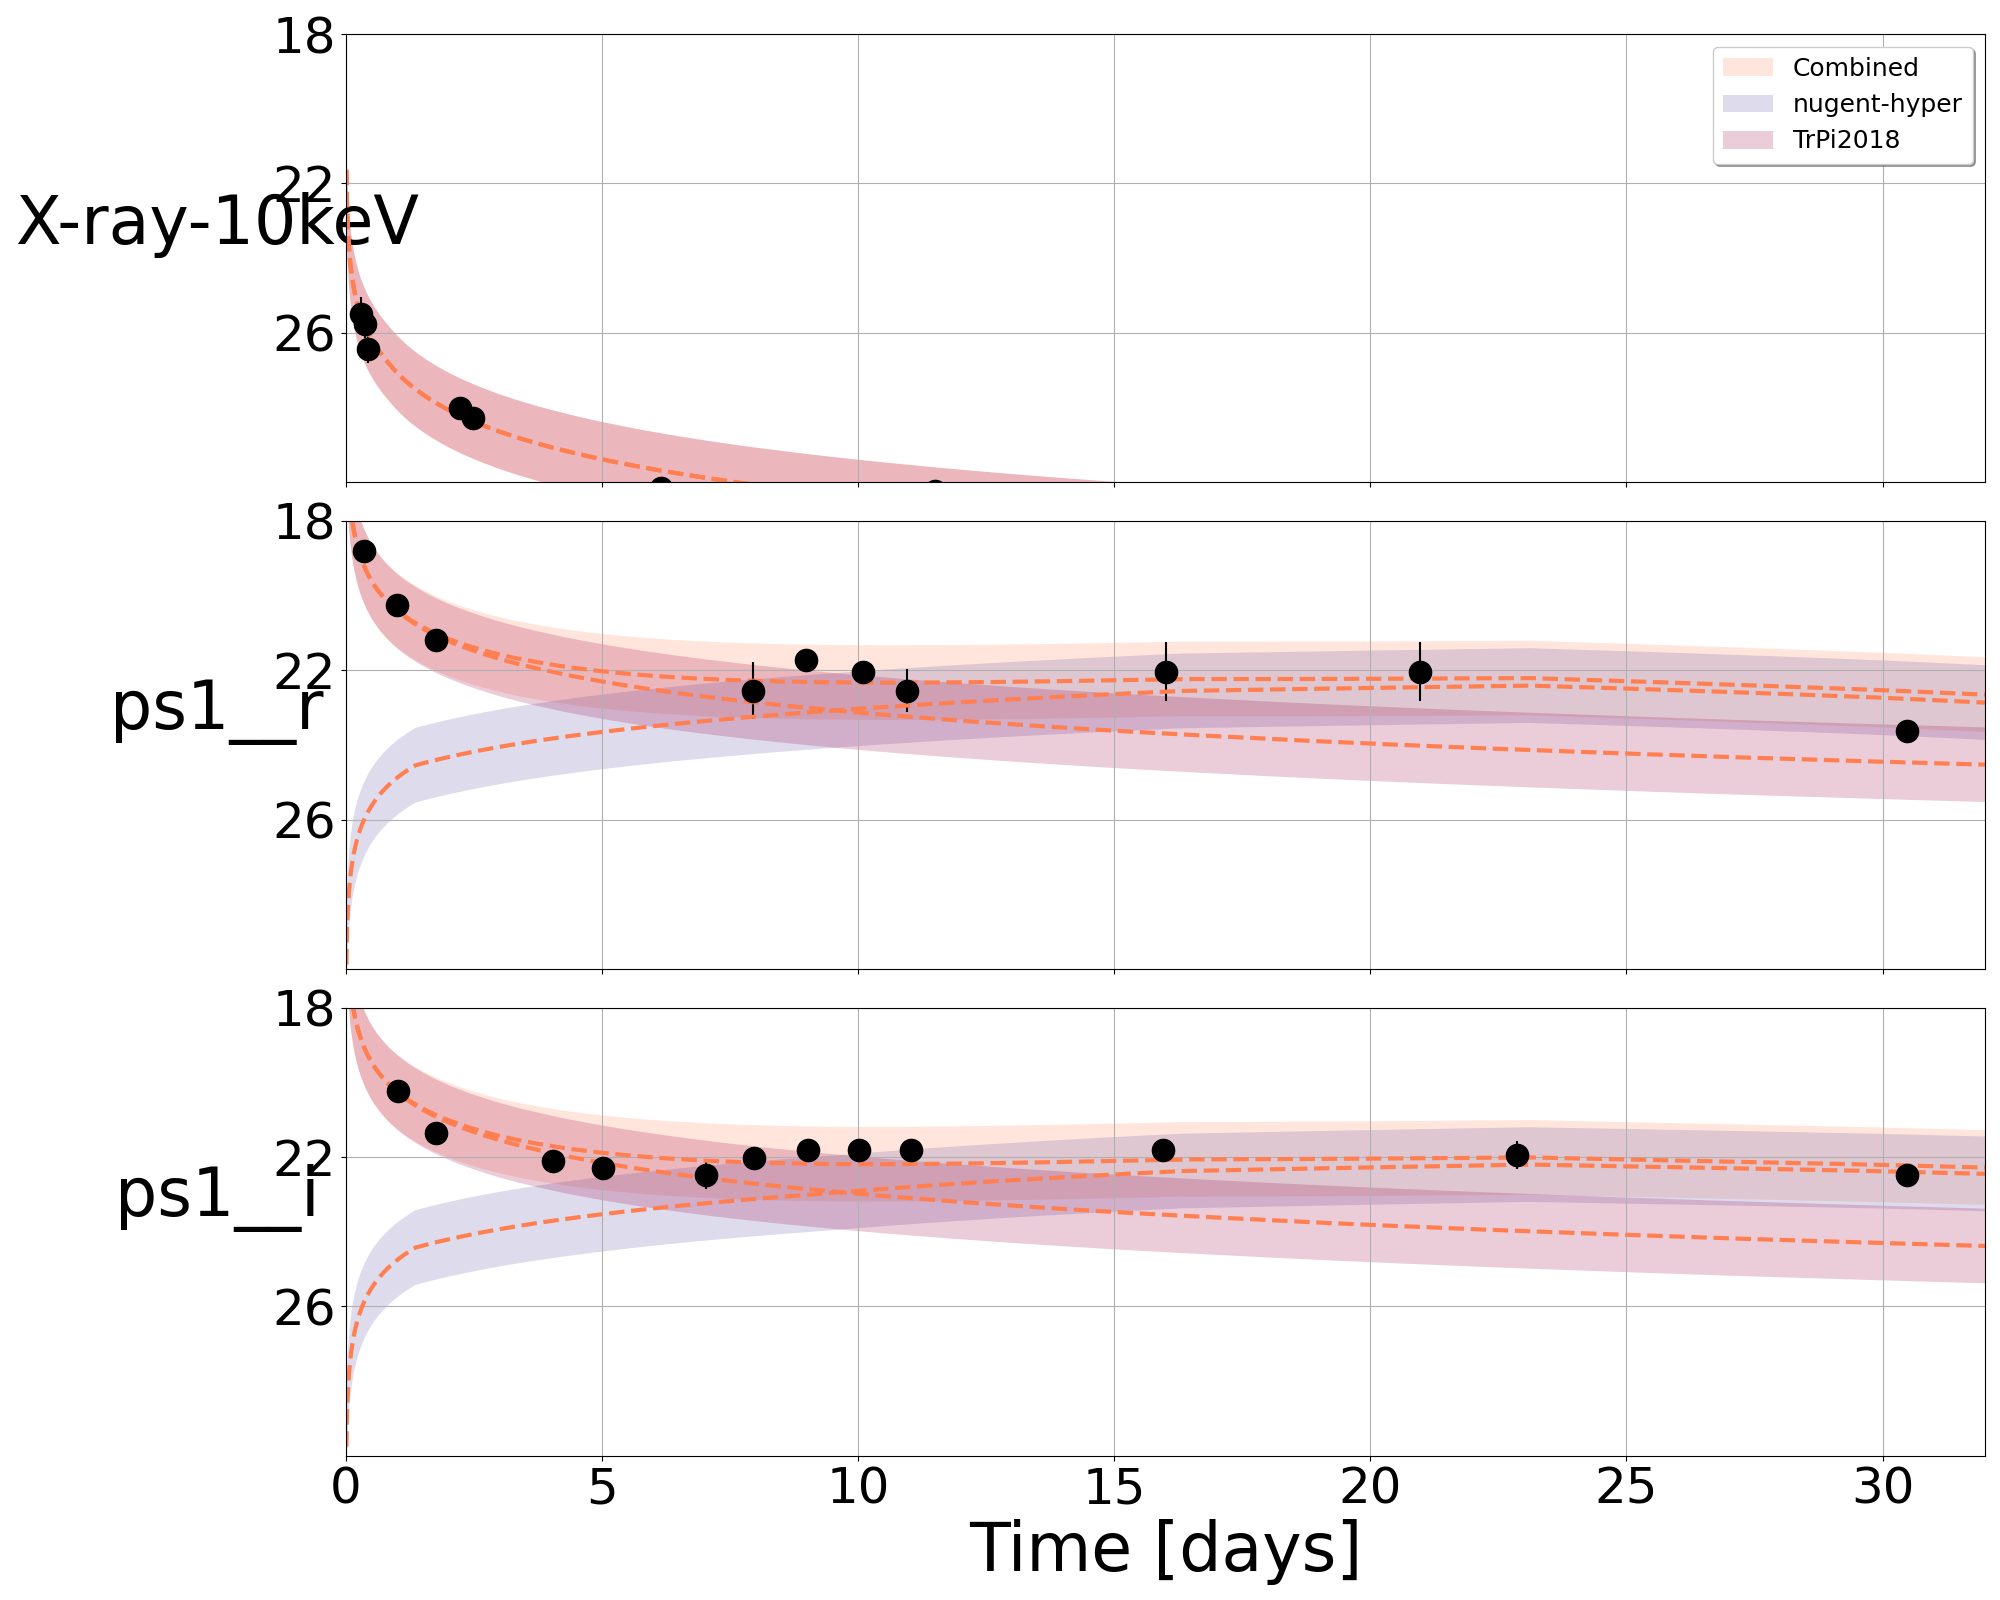 18
Combined
nugent-hyper
TrPi2018
22
X-ray-10keV
26
18
22
ps1__r
26
18
22
ps1__i
26
0 5 10 15 20 25 30
Time [days]